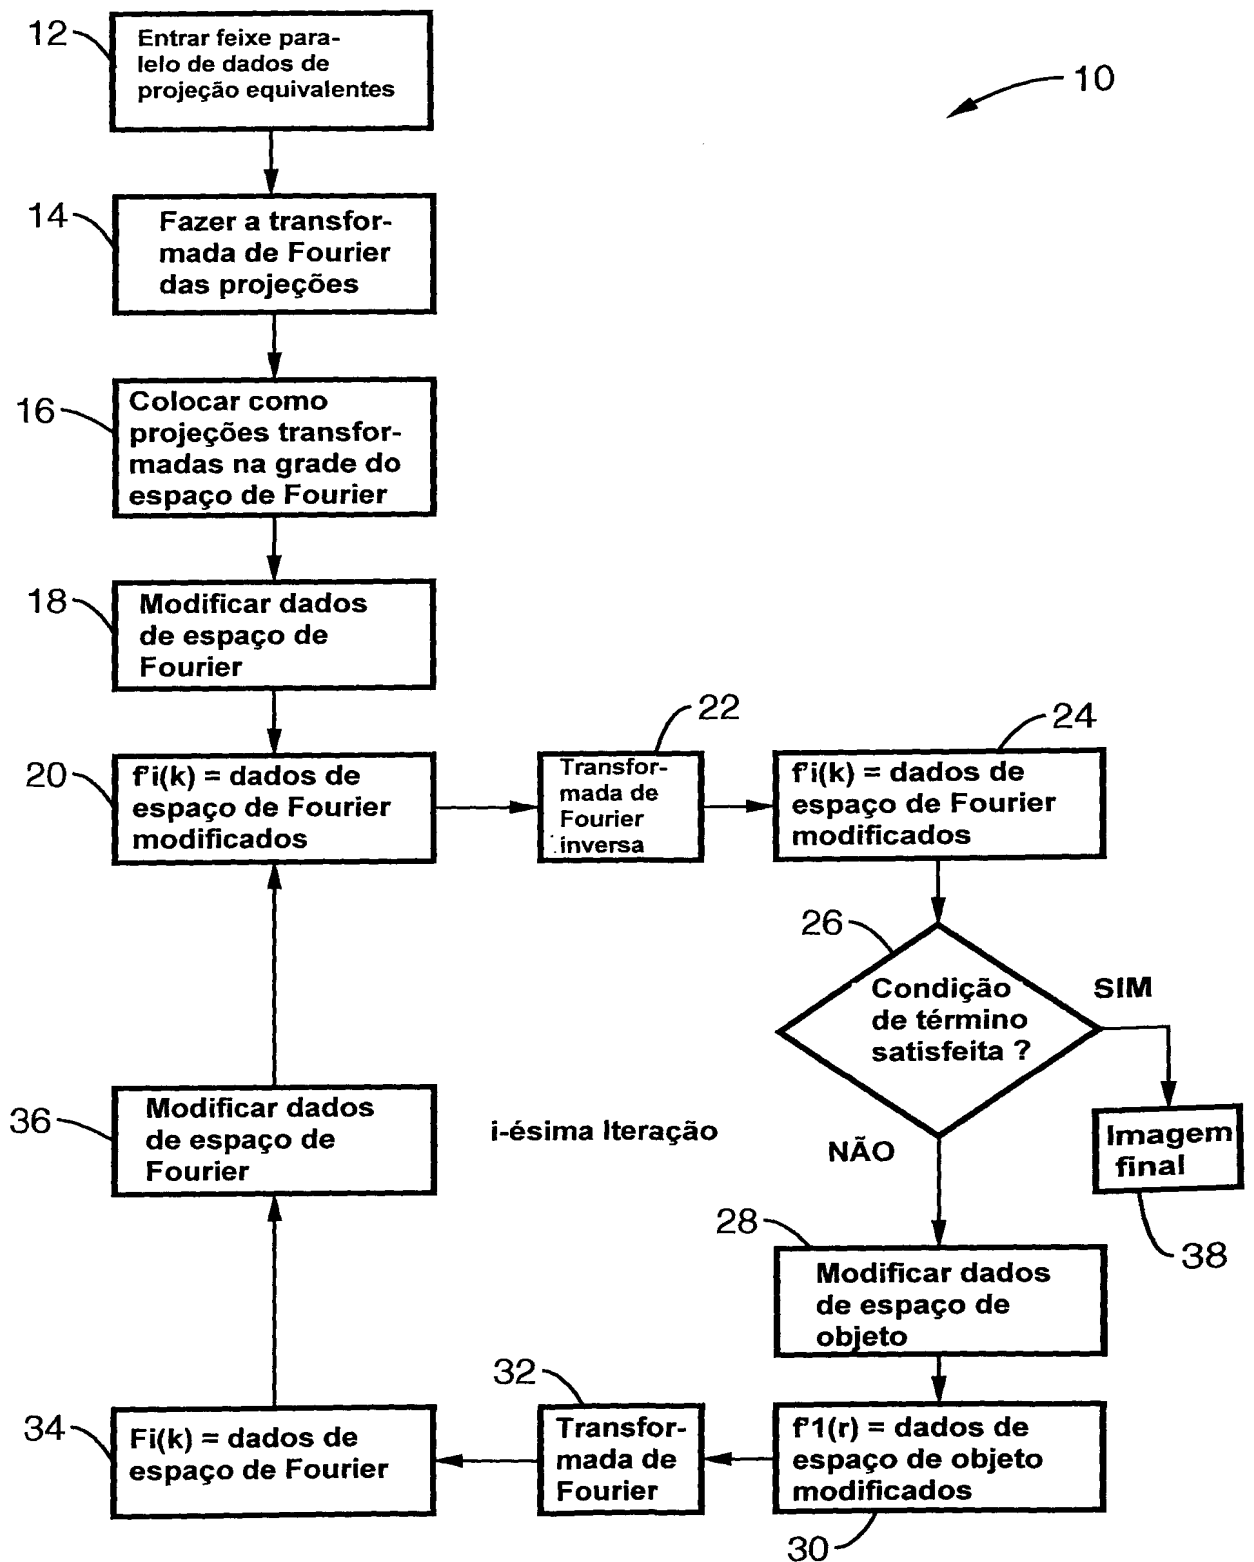 12
Entrar feixe para-
lelo de dados de
projeção equivalentes
10
14
Fazer a transfor-
mada de Fourier
das projeções
16
Colocar como
projeções transfor-
madas na grade do
espaço de Fourier
18
Modificar dados
de espaço de
Fourier
20
f'i(k) = dados de
espaço de Fourier
modificados
22
Transfor-
mada de
Fourier
inversa
24
f'i(k) = dados de
espaço de Fourier
modificados
26
Condição
de término
satisfeita ?
SIM
NÃO
Imagem
final
38
36
Modificar dados
de espaço de
Fourier
i-ésima Iteração
28
Modificar dados
de espaço de
objeto
34
Fi(k) = dados de
espaço de Fourier
32
Transfor-
mada de
Fourier
f'1(r) = dados de
espaço de objeto
modificados
30